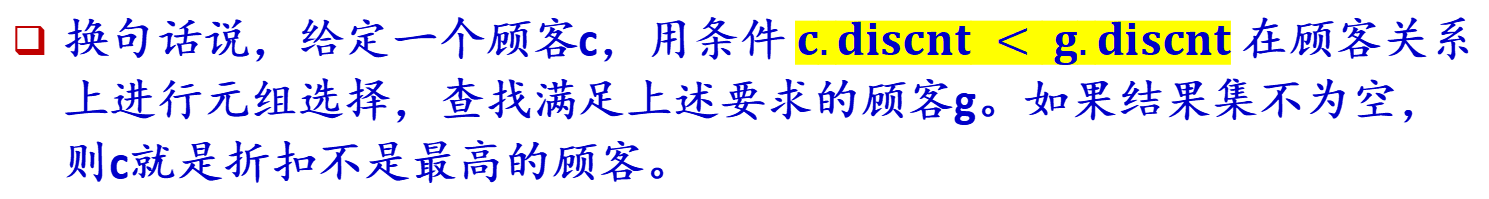 换句话说，给定一个顾客c，用条件 c.discnt < g.discnt 在顾客关系
上进行元组选择，查找满足上述要求的顾客g。如果结果集不为空，
则c就是折扣不是最高的顾客。